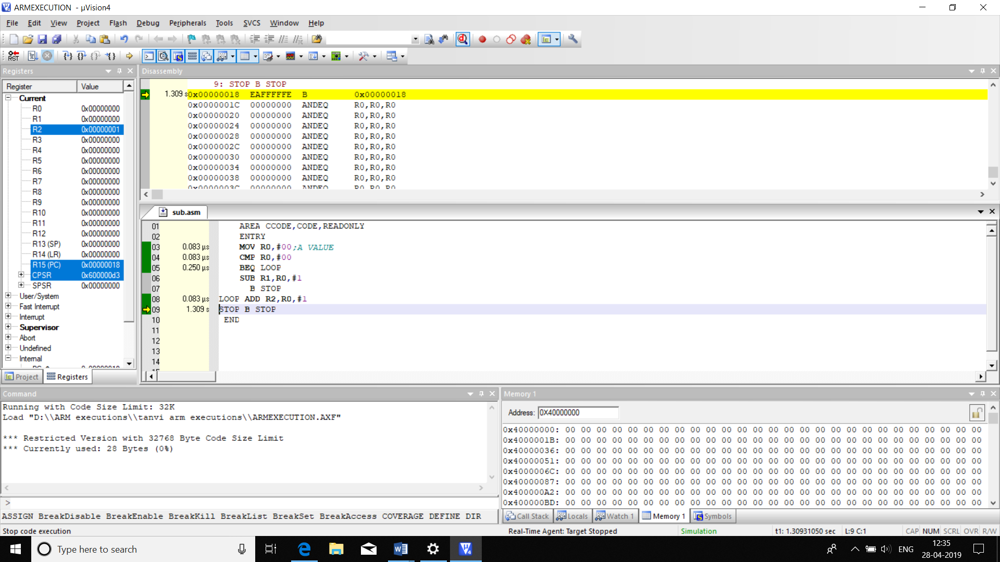 ARMEXECUTION - µVision4
File Edit View Project Flash Debug Peripherals Tools SVCS Window Help
RST
Registers
Register Value
Current
R0 0x00000000
R1 0x00000000
R2 0x00000001
R3 0x00000000
R4 0x00000000
R5 0x00000000
R6 0x00000000
R7 0x00000000
R8 0x00000000
R9 0x00000000
R10 0x00000000
R11 0x00000000
R12 0x00000000
R13 (SP) 0x00000000
R14 (LR) 0x00000000
R15 (PC) 0x00000018
CPSR 0x600000d3
SPSR 0x00000000
User/System
Fast Interrupt
Interrupt
Supervisor
Abort
Undefined
Internal
Project Registers
Disassembly
9: STOP B STOP
1.309 s 0x00000018 EAFFFFFE B 0x00000018
0x0000001C 00000000 ANDEQ R0,R0,R0
0x00000020 00000000 ANDEQ R0,R0,R0
0x00000024 00000000 ANDEQ R0,R0,R0
0x00000028 00000000 ANDEQ R0,R0,R0
0x0000002C 00000000 ANDEQ R0,R0,R0
0x00000030 00000000 ANDEQ R0,R0,R0
0x00000034 00000000 ANDEQ R0,R0,R0
0x00000038 00000000 ANDEQ R0,R0,R0
0x0000003C 00000000 ANDEQ R0,R0,R0
sub.asm
01 AREA CCODE,CODE,READONLY
02 ENTRY
03 0.083 µs MOV R0,#00;A VALUE
04 0.083 µs CMP R0,#00
05 0.250 µs BEQ LOOP
06 SUB R1,R0,#1
07 B STOP
08 0.083 µs LOOP ADD R2,R0,#1
09 1.309 s STOP B STOP
10 END
11
12
13
14
Command
Running with Code Size Limit: 32K
Load "D:\\ARM executions\\tanvi arm executions\\ARMEXECUTION.AXF"
*** Restricted Version with 32768 Byte Code Size Limit
*** Currently used: 28 Bytes (0%)
>
ASSIGN BreakDisable BreakEnable BreakKill BreakList BreakSet BreakAccess COVERAGE DEFINE DIR
Memory 1
Address: 0X40000000
0x40000000: 00 00 00 00 00 00 00 00 00 00 00 00 00 00 00 00 00 00 00 00 00 00 00 00 00 00 00
0x4000001B: 00 00 00 00 00 00 00 00 00 00 00 00 00 00 00 00 00 00 00 00 00 00 00 00 00 00 00
0x40000036: 00 00 00 00 00 00 00 00 00 00 00 00 00 00 00 00 00 00 00 00 00 00 00 00 00 00 00
0x40000051: 00 00 00 00 00 00 00 00 00 00 00 00 00 00 00 00 00 00 00 00 00 00 00 00 00 00 00
0x4000006C: 00 00 00 00 00 00 00 00 00 00 00 00 00 00 00 00 00 00 00 00 00 00 00 00 00 00 00
0x40000087: 00 00 00 00 00 00 00 00 00 00 00 00 00 00 00 00 00 00 00 00 00 00 00 00 00 00 00
0x400000A2: 00 00 00 00 00 00 00 00 00 00 00 00 00 00 00 00 00 00 00 00 00 00 00 00 00 00 00
0x400000BD: 00 00 00 00 00 00 00 00 00 00 00 00 00 00 00 00 00 00 00 00 00 00 00 00 00 00 00
Call Stack Locals Watch 1 Memory 1 Symbols
Stop code execution Real-Time Agent: Target Stopped Simulation t1: 1.30931050 sec L:9 C:1 CAP NUM SCRL OVR R/W
Type here to search
ENG
12:35
28-04-2019